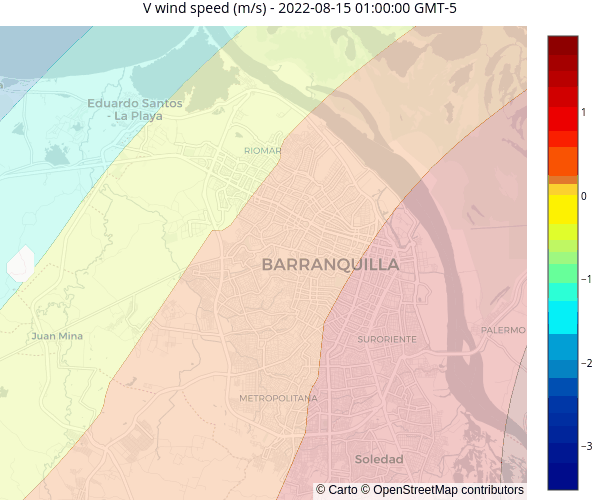 V wind speed (m/s) - 2022-08-15 01:00:00 GMT-5
Eduardo Santos
- La Playa
RIOMAR
BARRANQUILLA
Juan Mina
SURORIENTE
PALERMO
METROPOLITANA
Soledad
© Carto © OpenStreetMap contributors
1
0
−1
−2
−3